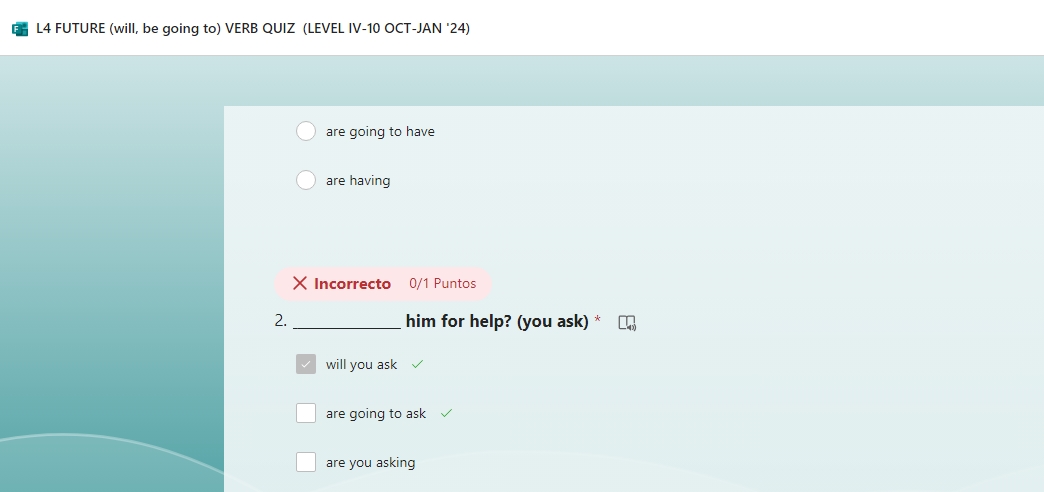 L4 FUTURE (will, be going to) VERB QUIZ (LEVEL IV-10 OCT-JAN '24)
are going to have
are having
Incorrecto 0/1 Puntos
2. ____________ him for help? (you ask) *
will you ask
are going to ask
are you asking